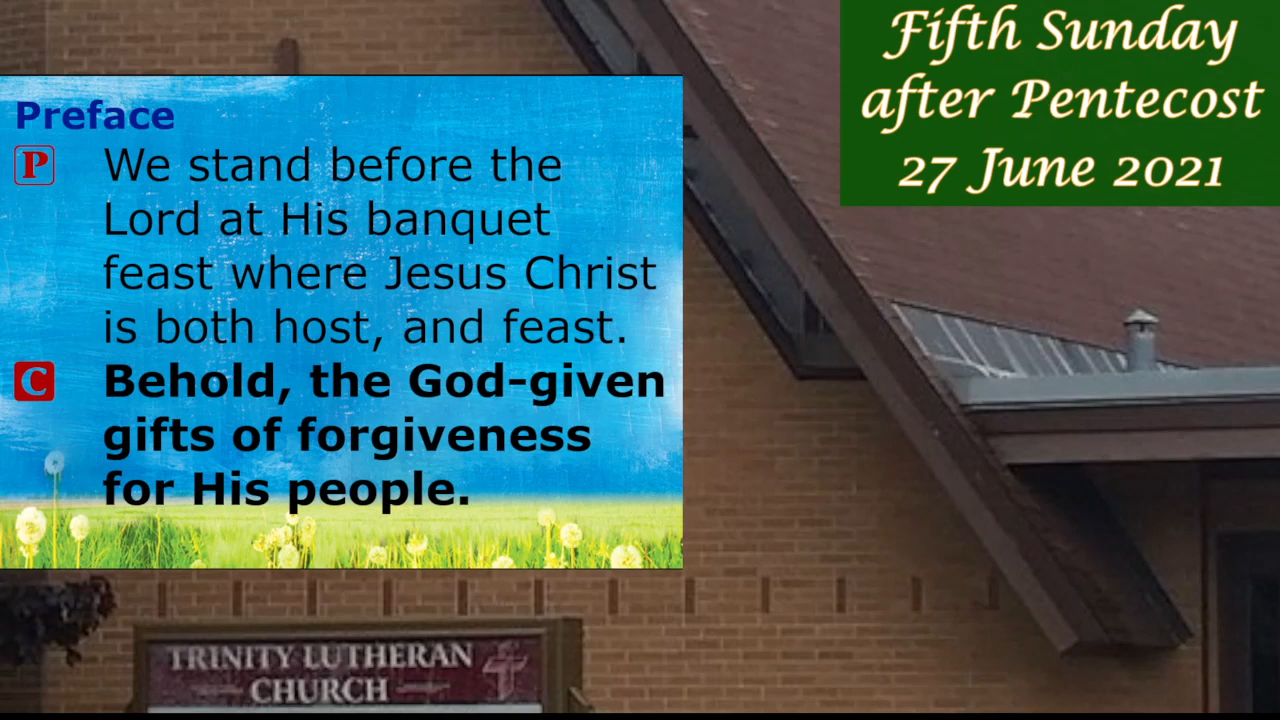 Preface
P We stand before the
Lord at His banquet
feast where Jesus Christ
is both host, and feast.
C Behold, the God-given
gifts of forgiveness
for His people.
Fifth Sunday
after Pentecost
27 June 2021
TRINITY LUTHERAN
CHURCH